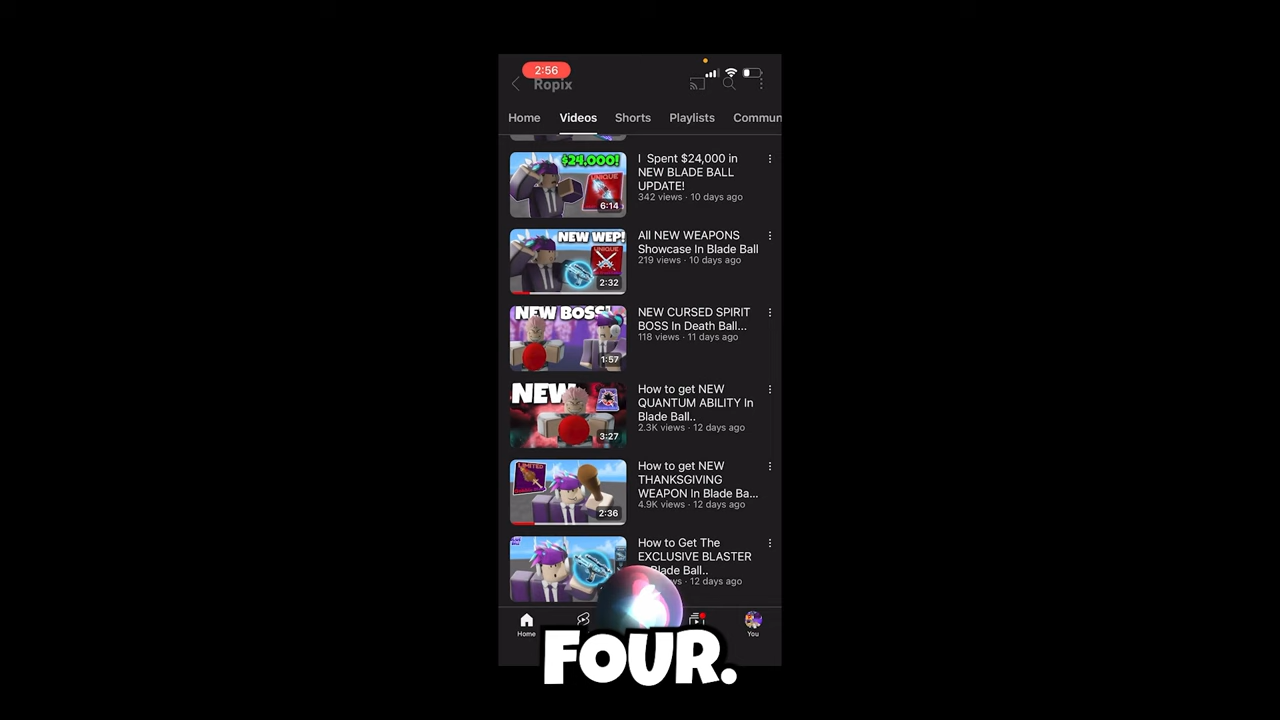 2:56
Ropix
Home Videos Shorts Playlists Commun
$24,000!
UNIQUE
6:14
I Spent $24,000 in
NEW BLADE BALL
UPDATE!
342 views · 10 days ago
NEW WEP!
UNIQUE
2:32
All NEW WEAPONS
Showcase In Blade Ball
219 views · 10 days ago
NEW BOSS!
1:57
NEW CURSED SPIRIT
BOSS In Death Ball...
118 views · 11 days ago
NEW
3:27
How to get NEW
QUANTUM ABILITY In
Blade Ball..
2.3K views · 12 days ago
LIMITED
2:36
How to get NEW
THANKSGIVING
WEAPON In Blade Ba...
4.9K views · 12 days ago
How to Get The
EXCLUSIVE BLASTER
Blade Ball..
12 days ago
Home
You
FOUR.